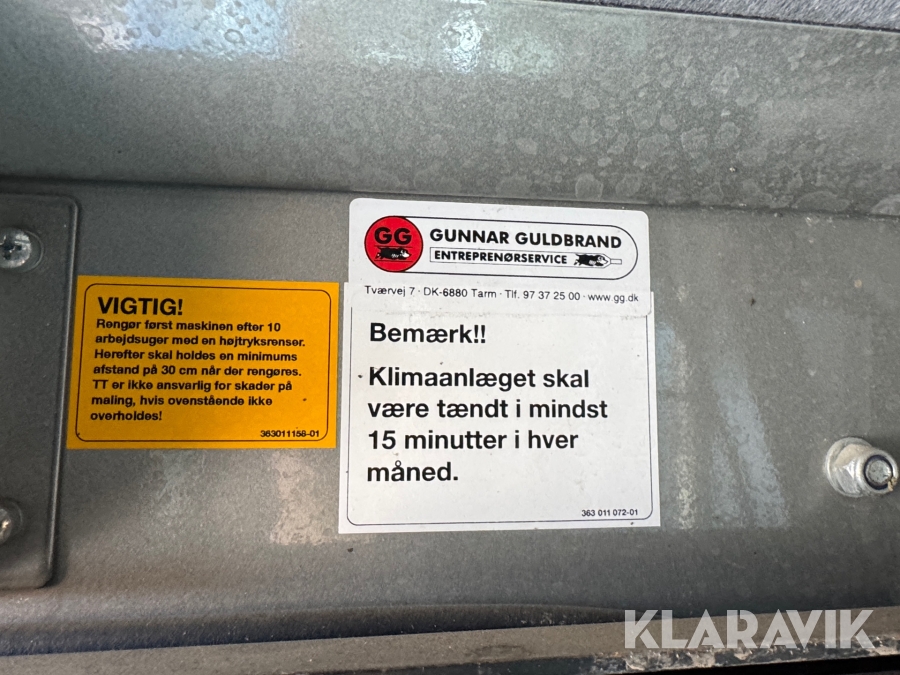 GG
GUNNAR GULDBRAND
ENTREPRENØRSERVICE
Tværvej 7 · DK-6880 Tarm · Tlf. 97 37 25 00 · www.gg.dk
VIGTIG!
Rengør først maskinen efter 10
arbejdsuger med en højtryksrenser.
Herefter skal holdes en minimums
afstand på 30 cm når der rengøres.
TT er ikke ansvarlig for skader på
maling, hvis ovenstående ikke
overholdes!
363011158-01
Bemærk!!
Klimaanlæget skal
være tændt i mindst
15 minutter i hver
måned.
363 011 072-01
KLARAVIK